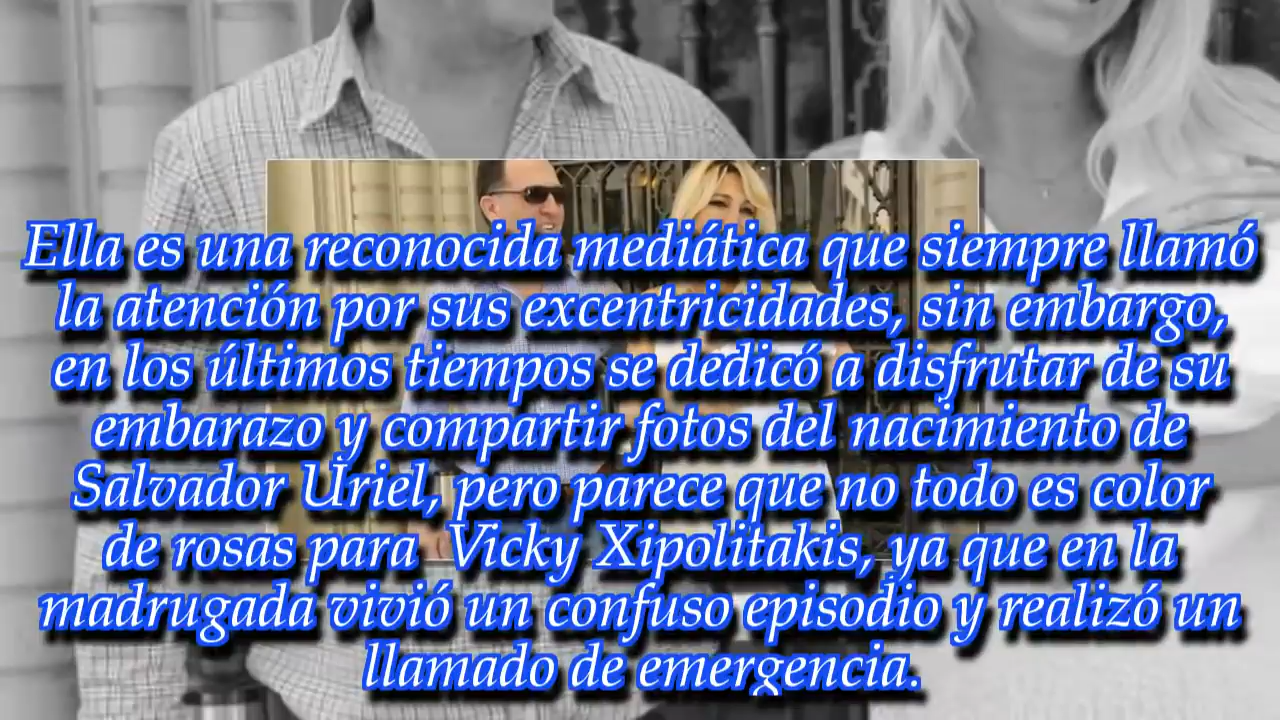 Ella es una reconocida mediática que siempre llamó
la atención por sus excentricidades, sin embargo,
en los últimos tiempos se dedicó a disfrutar de su
embarazo y compartir fotos del nacimiento de
Salvador Uriel, pero parece que no todo es color
de rosas para  Vicky Xipolitakis, ya que en la
madrugada vivió un confuso episodio y realizó un
llamado de emergencia.